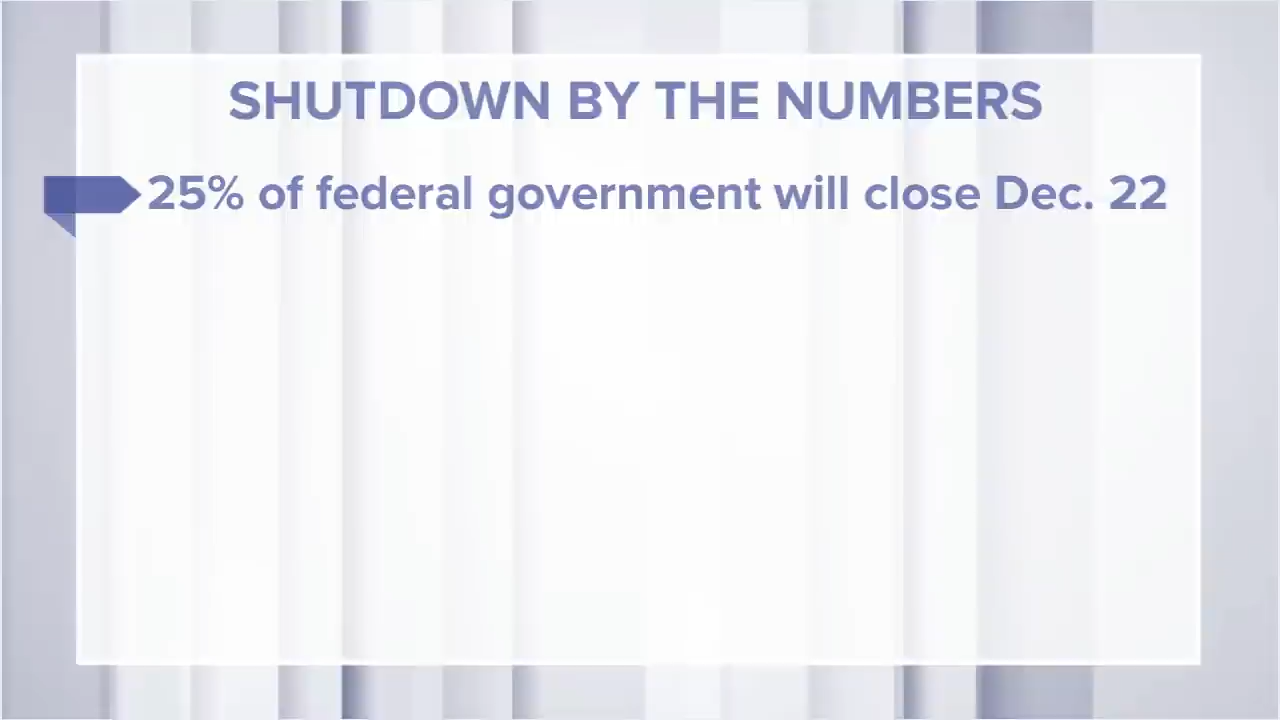 SHUTDOWN BY THE NUMBERS
25% of federal government will close Dec. 22